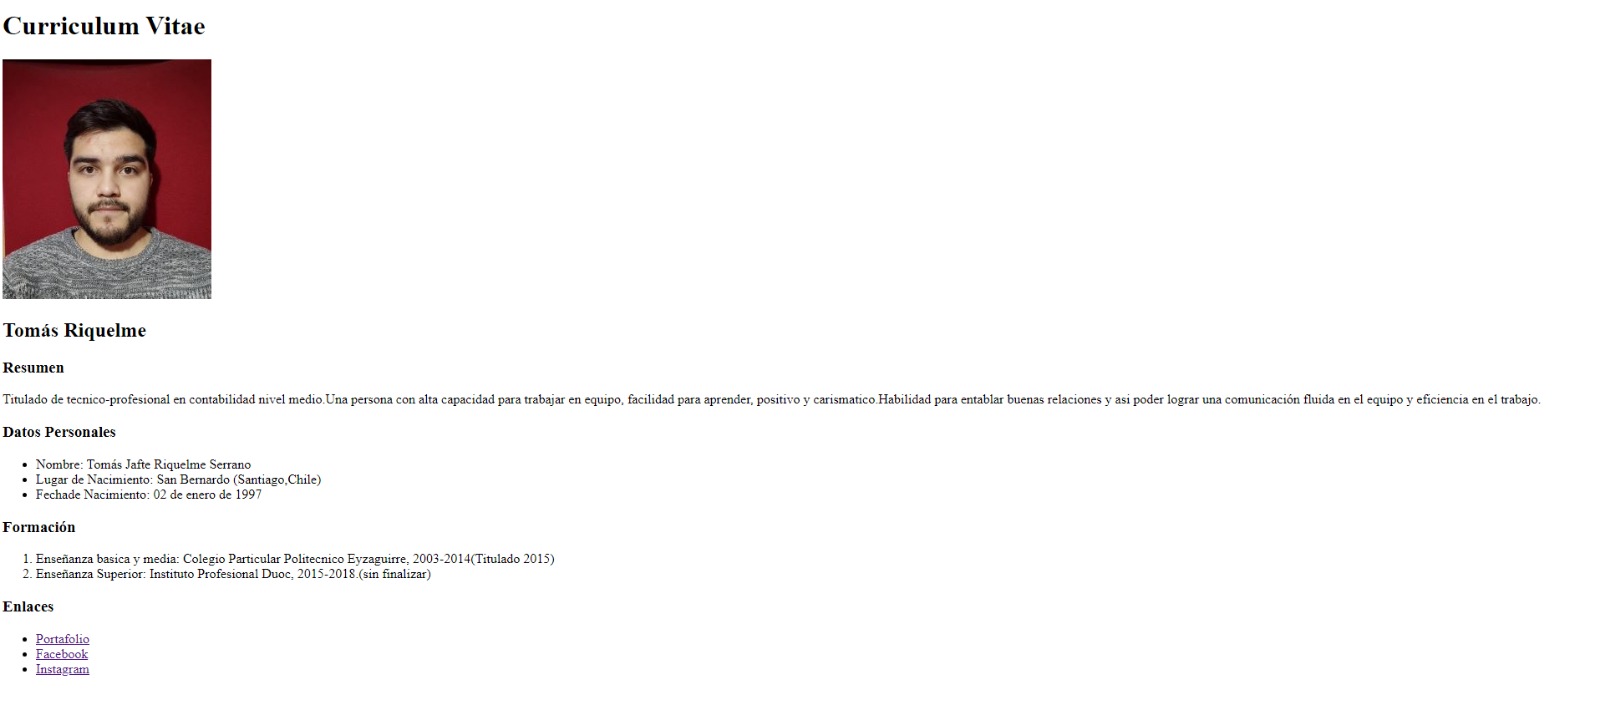 Curriculum Vitae
Tomás Riquelme
Resumen
Titulado de tecnico-profesional en contabilidad nivel medio.Una persona con alta capacidad para trabajar en equipo, facilidad para aprender, positivo y carismatico.Habilidad para entablar buenas relaciones y asi poder lograr una comunicación fluida en el equipo y eficiencia en el trabajo.
Datos Personales
• Nombre: Tomás Jafte Riquelme Serrano
• Lugar de Nacimiento: San Bernardo (Santiago,Chile)
• Fechade Nacimiento: 02 de enero de 1997
Formación
1. Enseñanza basica y media: Colegio Particular Politecnico Eyzaguirre, 2003-2014(Titulado 2015)
2. Enseñanza Superior: Instituto Profesional Duoc, 2015-2018.(sin finalizar)
Enlaces
• Portafolio
• Facebook
• Instagram